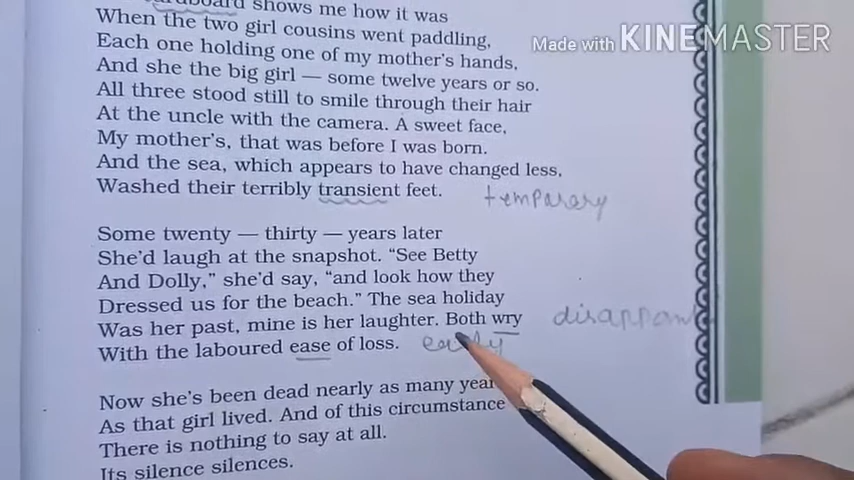 shows me how it was
When the two girl cousins went paddling,
Each one holding one of my mother's hands,
And she the big girl — some twelve years or so.
All three stood still to smile through their hair
At the uncle with the camera. A sweet face,
My mother's, that was before I was born.
And the sea, which appears to have changed less,
Washed their terribly transient feet. temparary
Some twenty — thirty — years later
She'd laugh at the snapshot. "See Betty
And Dolly," she'd say, "and look how they
Dressed us for the beach." The sea holiday
Was her past, mine is her laughter. Both wry
With the laboured ease of loss.
Now she's been dead nearly as many
As that girl lived. And of this circumstance
There is nothing to say at all.
Its silence silences.
Made with KINEMASTER